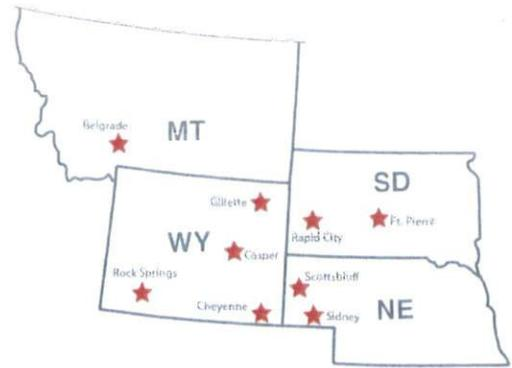 Belgrade
MT
Gillette
SD
Ft. Pierre
Rapid City
WY
Casper
Rock Springs
Scottsbluff
Cheyenne
Sidney
NE